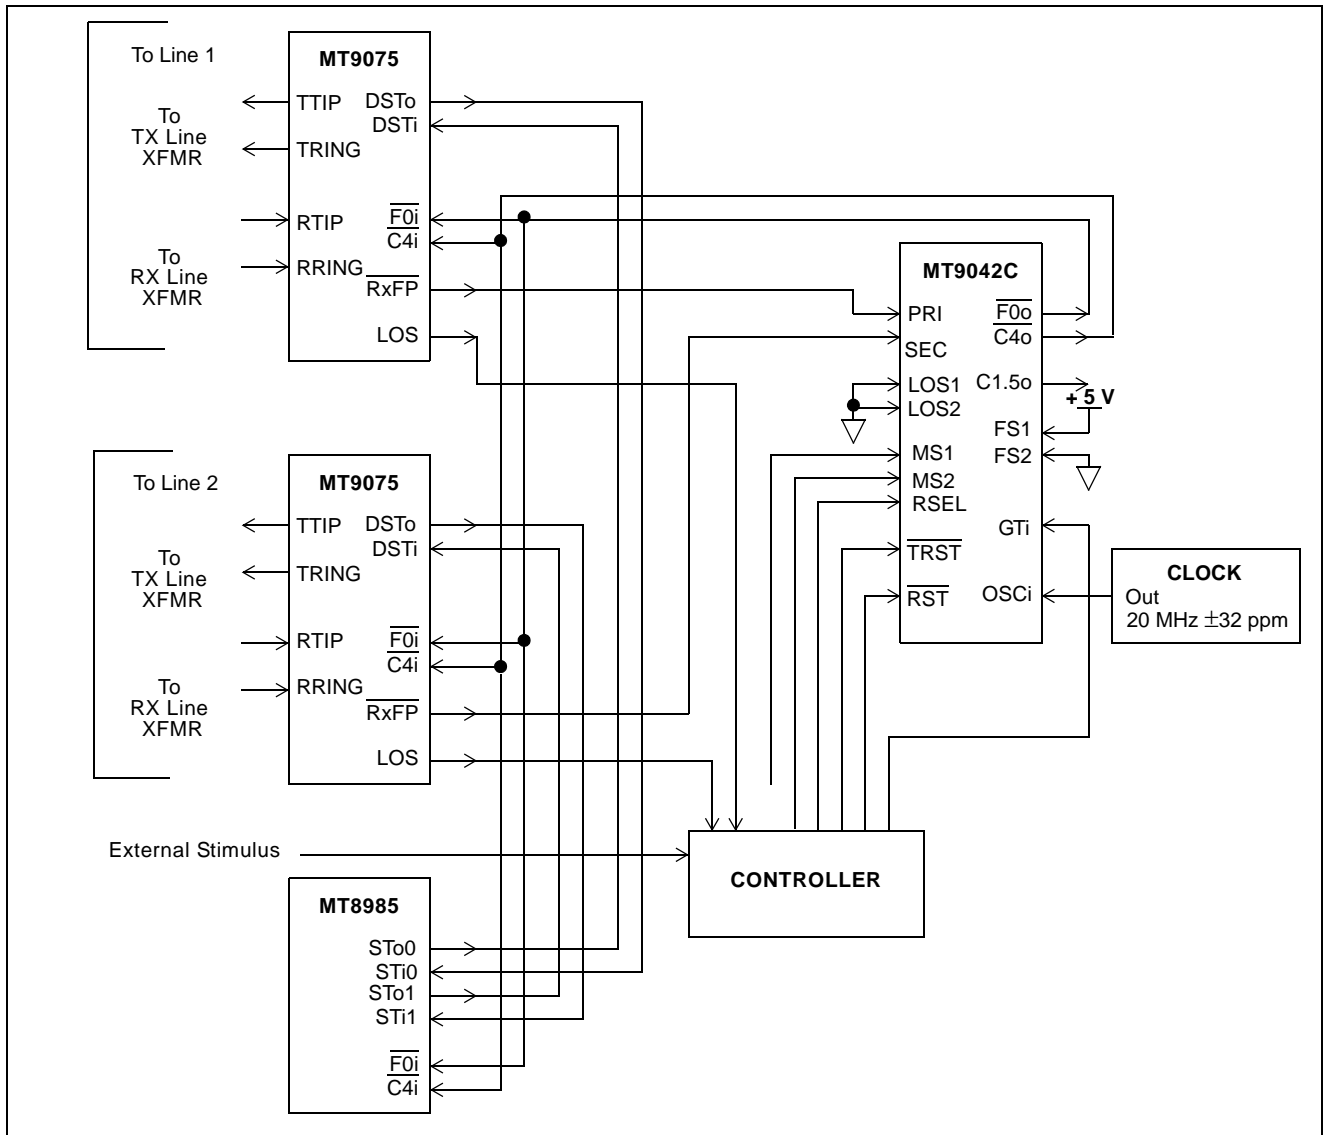 To Line 1
To
TX Line
XFMR
To
RX Line
XFMR
MT9075
TTIP
DSTo
DSTi
TRING
RTIP
F0i
C4i
RRING
RxFP
LOS
MT9042C
PRI
F0o
C4o
SEC
LOS1
C1.5o
LOS2
+ 5 V
FS1
MS1
FS2
MS2
RSEL
GTi
TRST
RST
OSCi
CLOCK
Out
20 MHz ±32 ppm
To Line 2
To
TX Line
XFMR
To
RX Line
XFMR
MT9075
TTIP
DSTo
DSTi
TRING
RTIP
F0i
C4i
RRING
RxFP
LOS
External Stimulus
CONTROLLER
MT8985
STo0
STi0
STo1
STi1
F0i
C4i